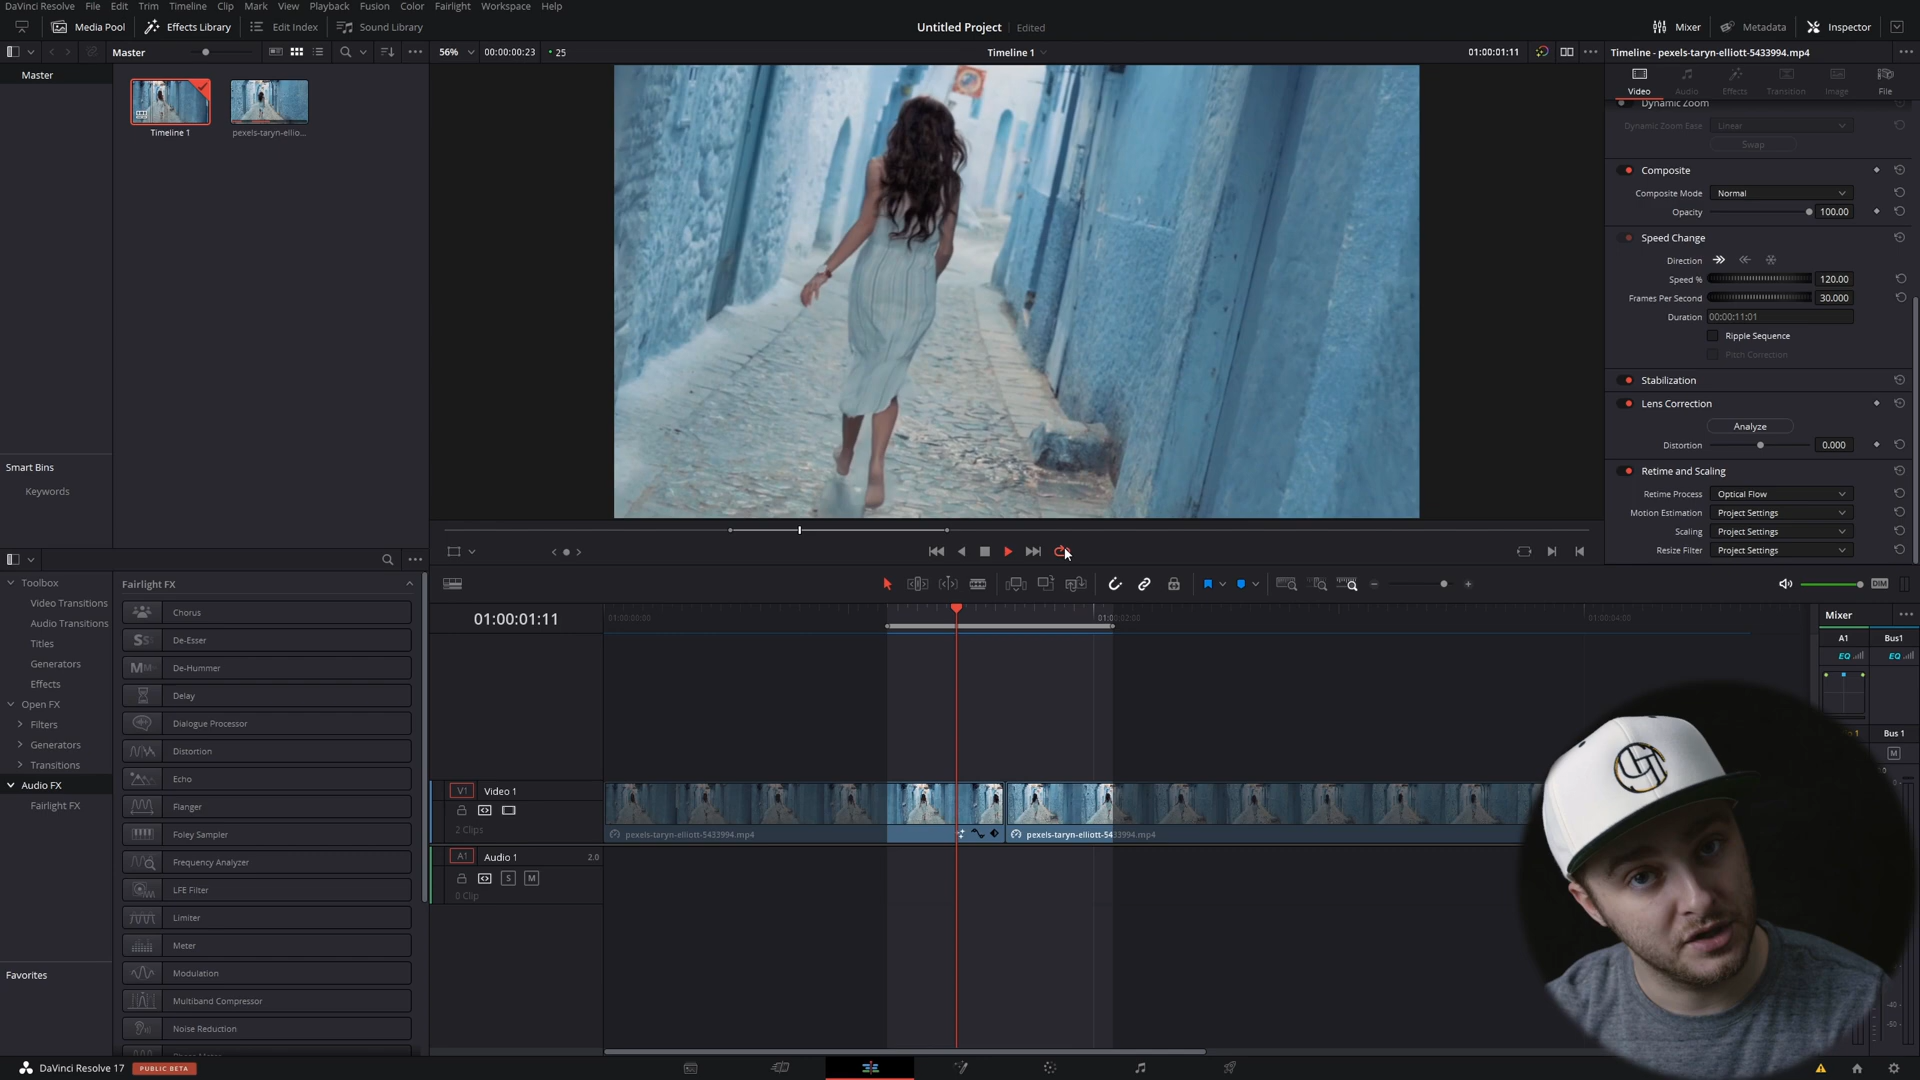 DaVinci Resolve File Edit Trim Timeline Clip Mark View Playback Fusion Color Fairlight Workspace Help
Media Pool Effects Library Edit Index Sound Library Untitled Project Edited Mixer Metadata Inspector
Master 56% 00:00:00:23 25 Timeline 1 01:00:01:11 Timeline - pexels-taryn-elliott-5433994.mp4
Master
Timeline 1 pexels-taryn-ellio...
Video Audio Effects Transition Image File
Dynamic Zoom
Dynamic Zoom Ease Linear
Swap
Composite
Composite Mode Normal
Opacity 100.00
Speed Change
Direction
Speed % 120.00
Frames Per Second 30.000
Duration 00:00:11:01
Ripple Sequence
Pitch Correction
Stabilization
Lens Correction
Analyze
Distortion 0.000
Retime and Scaling
Retime Process Optical Flow
Motion Estimation Project Settings
Scaling Project Settings
Resize Filter Project Settings
Smart Bins
Keywords
Toolbox
Video Transitions
Audio Transitions
Titles
Generators
Effects
Open FX
Filters
Generators
Transitions
Audio FX
Fairlight FX
Favorites
Fairlight FX
Chorus
De-Esser
De-Hummer
Delay
Dialogue Processor
Distortion
Echo
Flanger
Foley Sampler
Frequency Analyzer
LFE Filter
Limiter
Meter
Modulation
Multiband Compressor
Noise Reduction
DIM
01:00:01:11 01:00:00:00 01:00:02:00 01:00:04:00
V1 Video 1
2 Clips
pexels-taryn-elliott-5433994.mp4 pexels-taryn-elliott-5433994.mp4
A1 Audio 1 2.0
S M
0 Clip
Mixer
A1 Bus1
EQ EQ
Bus 1
M
-40
-50
DaVinci Resolve 17 PUBLIC BETA